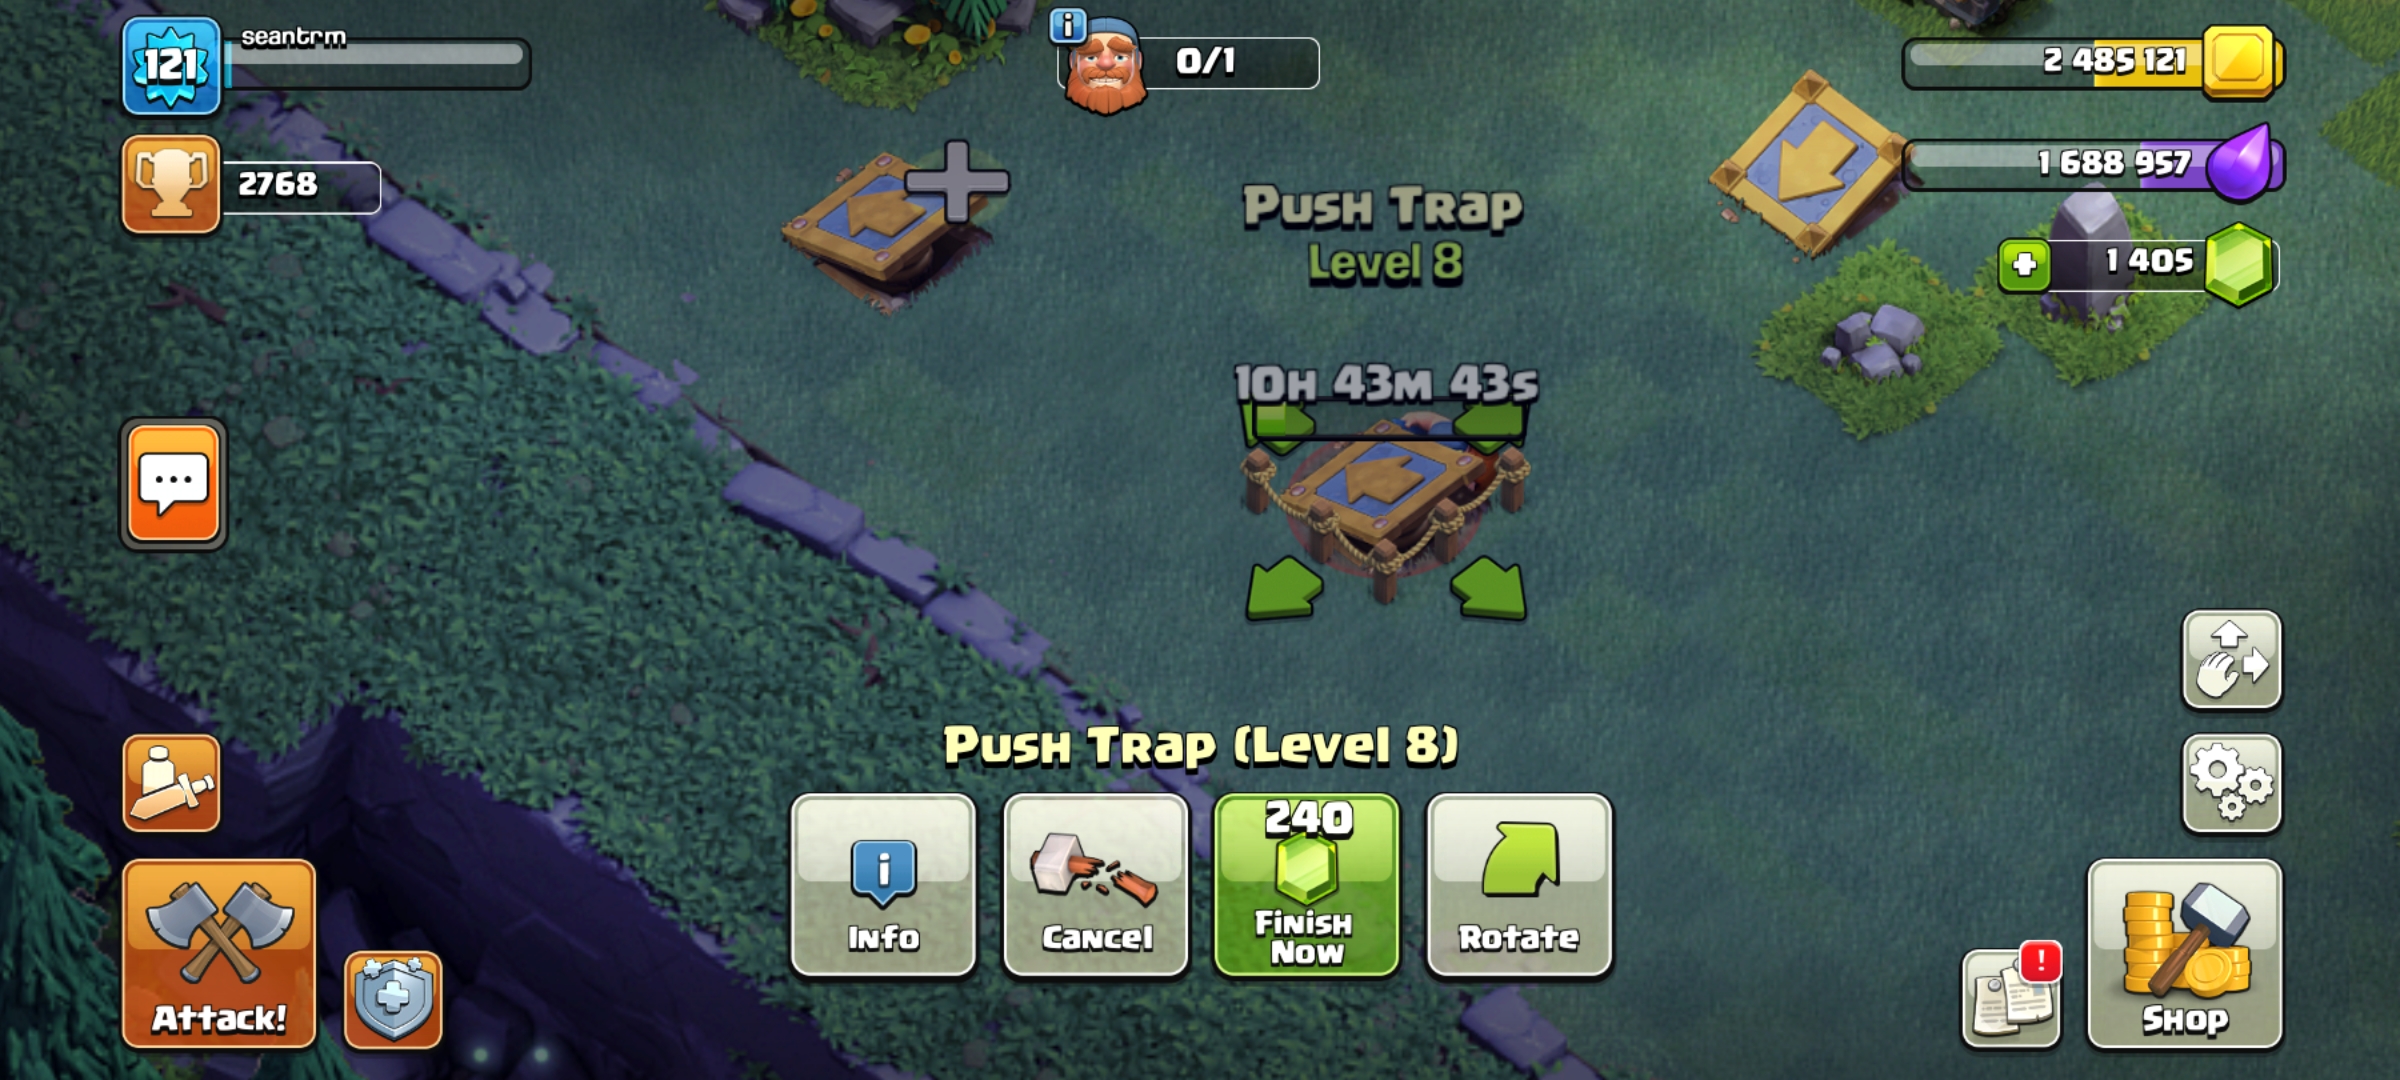 121
seantrm
0/1
2 485 121
2768
1 688 957
1 405
Push Trap
Level 8
10H 43M 43s
Push Trap (Level 8)
i
Info
Cancel
240
Finish
Now
Rotate
Attack!
!
Shop